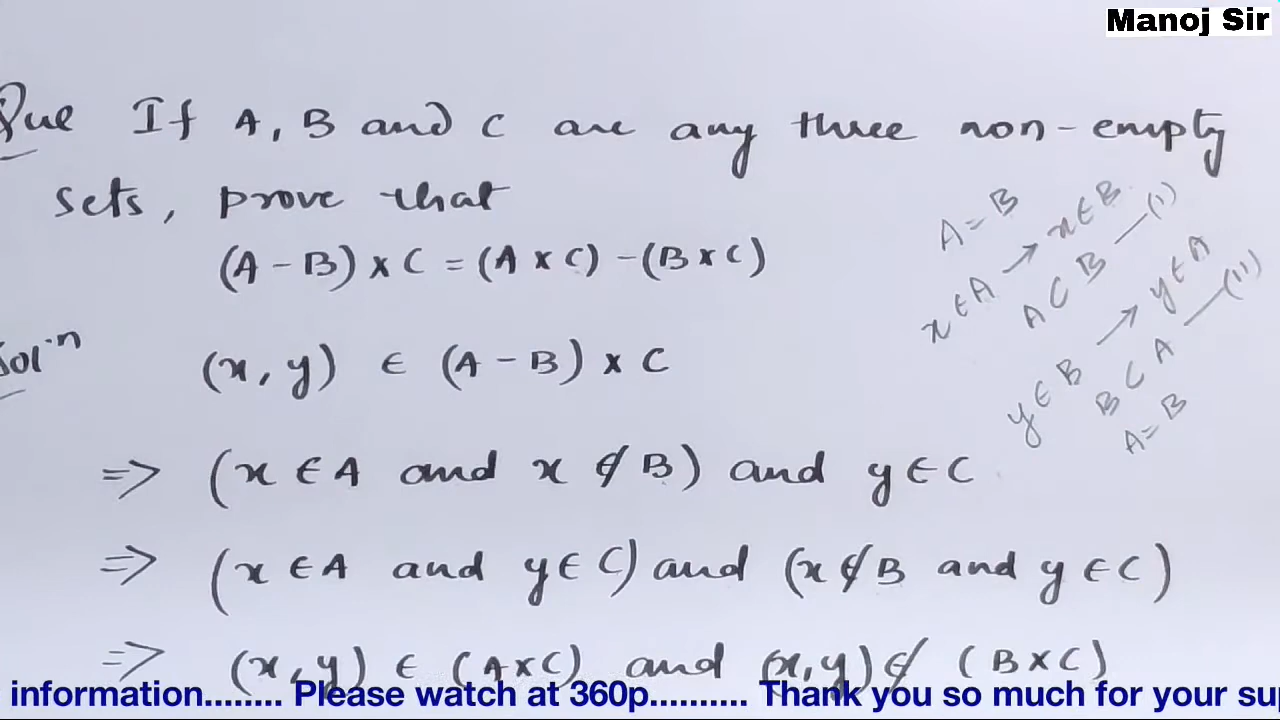 Manoj Sir
Que If A, B and C are any three non-empty
sets, prove that
(A - B) × C = (A × C) - (B × C)
A = B
x ∈ A → x ∈ B
A ⊂ B —(i)
y ∈ B → y ∈ A
B ⊂ A —(ii)
A = B
Sol.n
(x, y) ∈ (A - B) × C
=> (x ∈ A and x ∉ B) and y ∈ C
=> (x ∈ A and y ∈ C) and (x ∉ B and y ∈ C)
=> (x, y) ∈ (A×C) and (x, y) ∉ (B×C)
information........ Please watch at 360p.......... Thank you so much for your sup